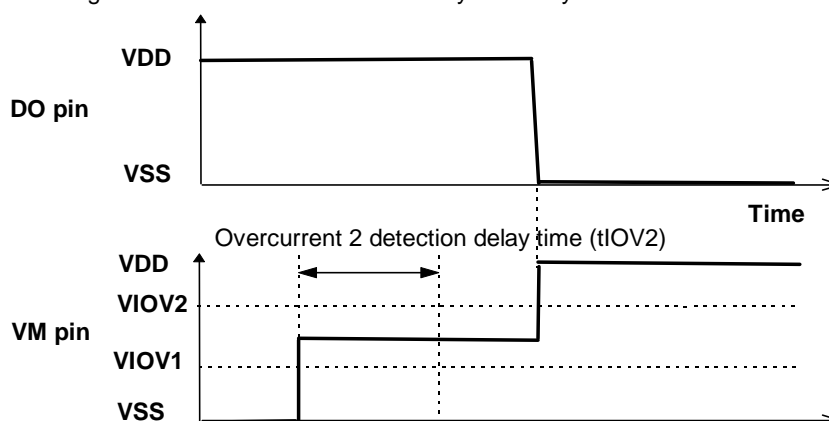 VDD
DO pin
VSS
Time
Overcurrent 2 detection delay time (tIOV2)
VDD
VIOV2
VM pin
VIOV1
VSS